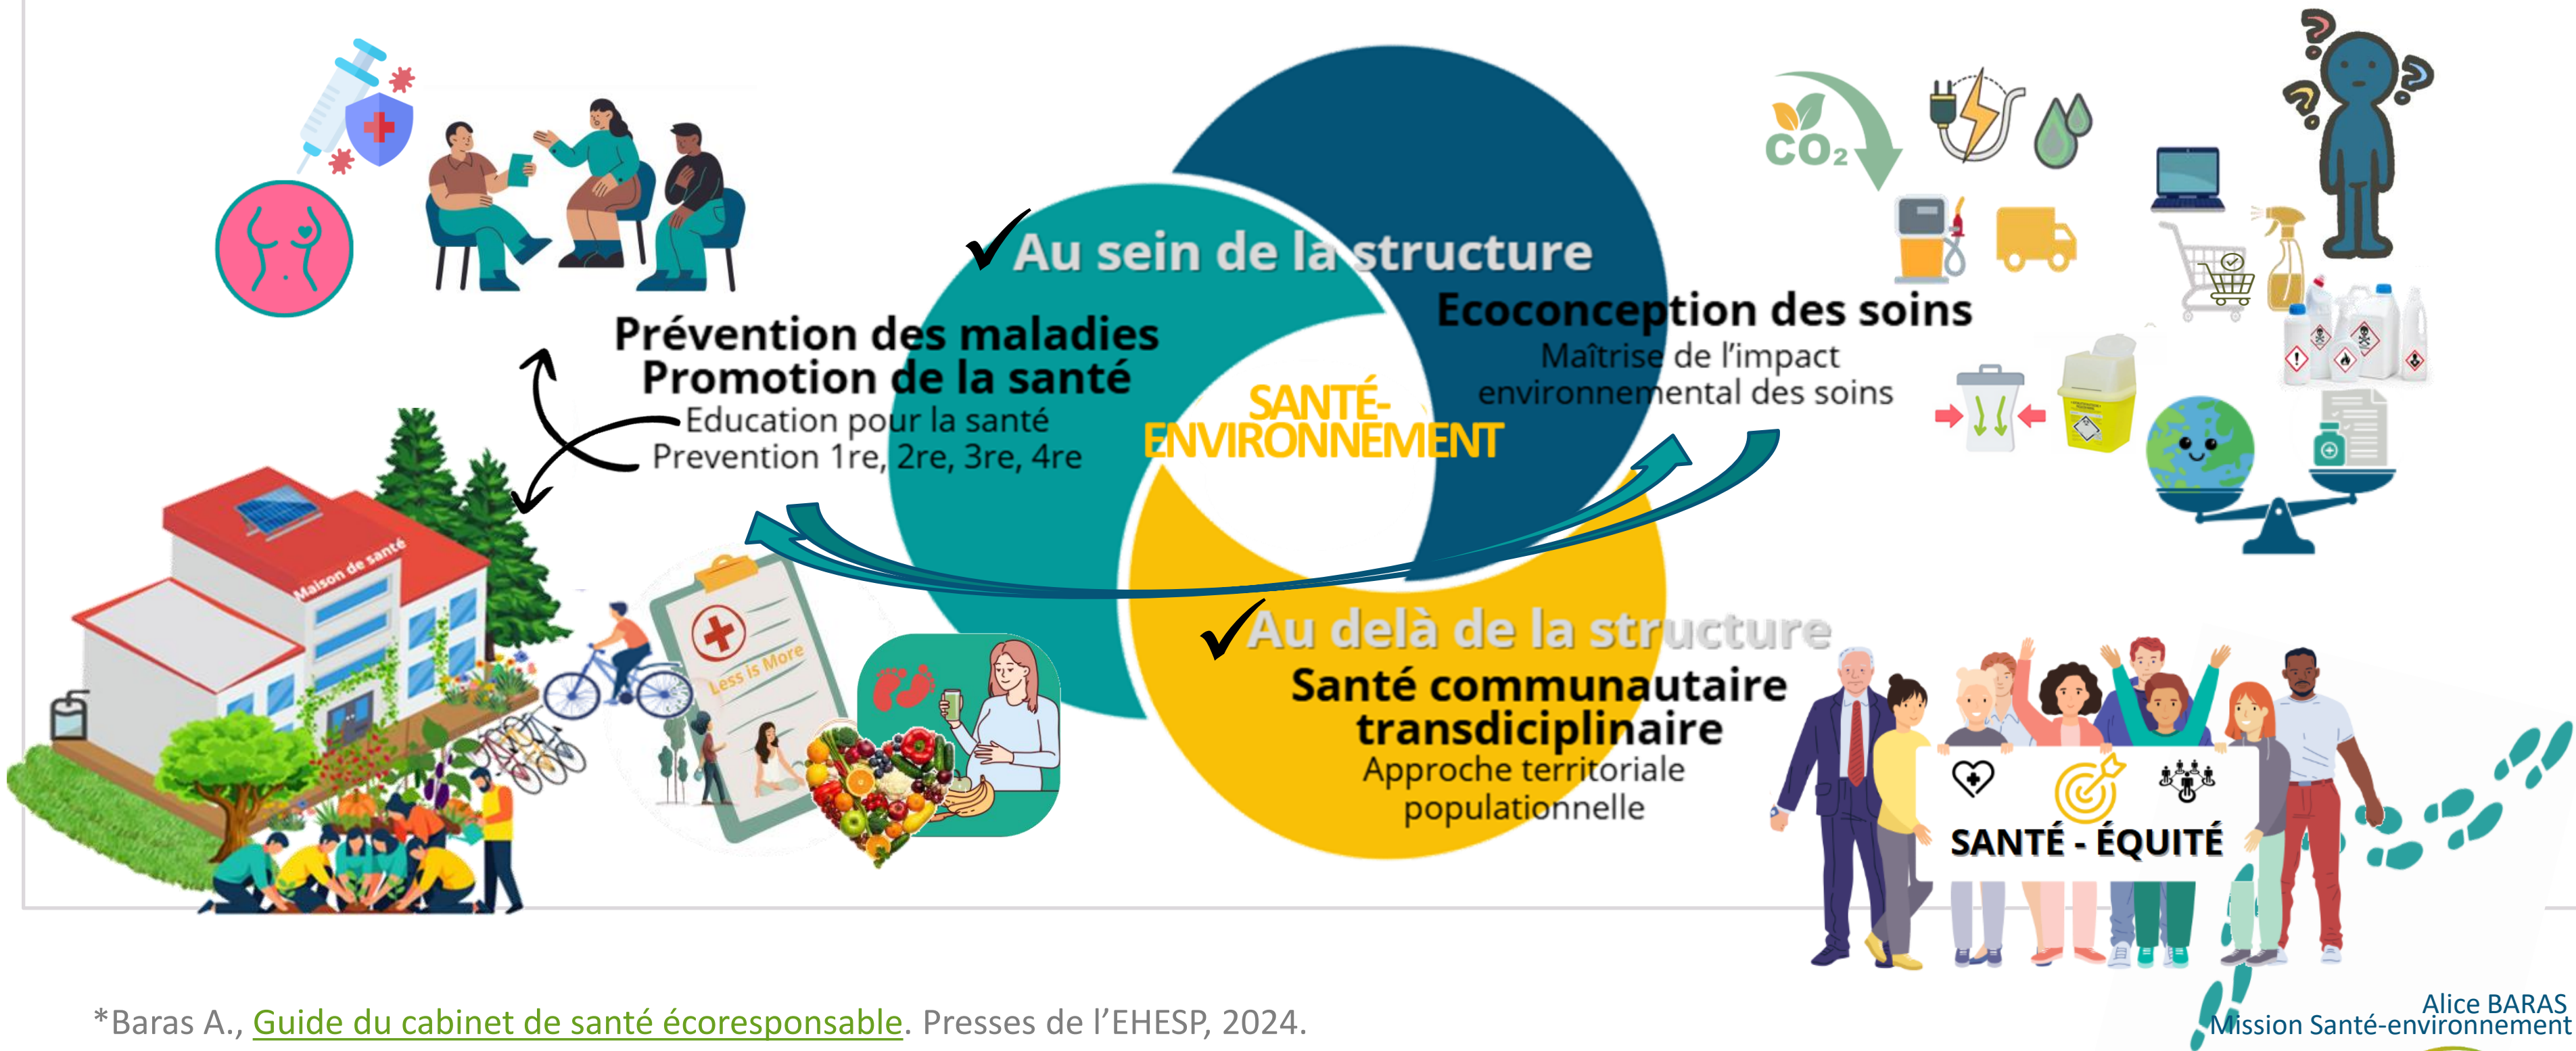 CO₂
Au sein de la structure
Prévention des maladies
Promotion de la santé
Education pour la santé
Prevention 1re, 2re, 3re, 4re
Ecoconception des soins
Maîtrise de l'impact
environnemental des soins
SANTÉ-
ENVIRONNEMENT
Maison de santé
Less is More
Au delà de la structure
Santé communautaire
transdiciplinaire
Approche territoriale
populationnelle
SANTÉ - ÉQUITÉ
*Baras A., Guide du cabinet de santé écoresponsable. Presses de l'EHESP, 2024.
Alice BARAS
Mission Santé-environnement